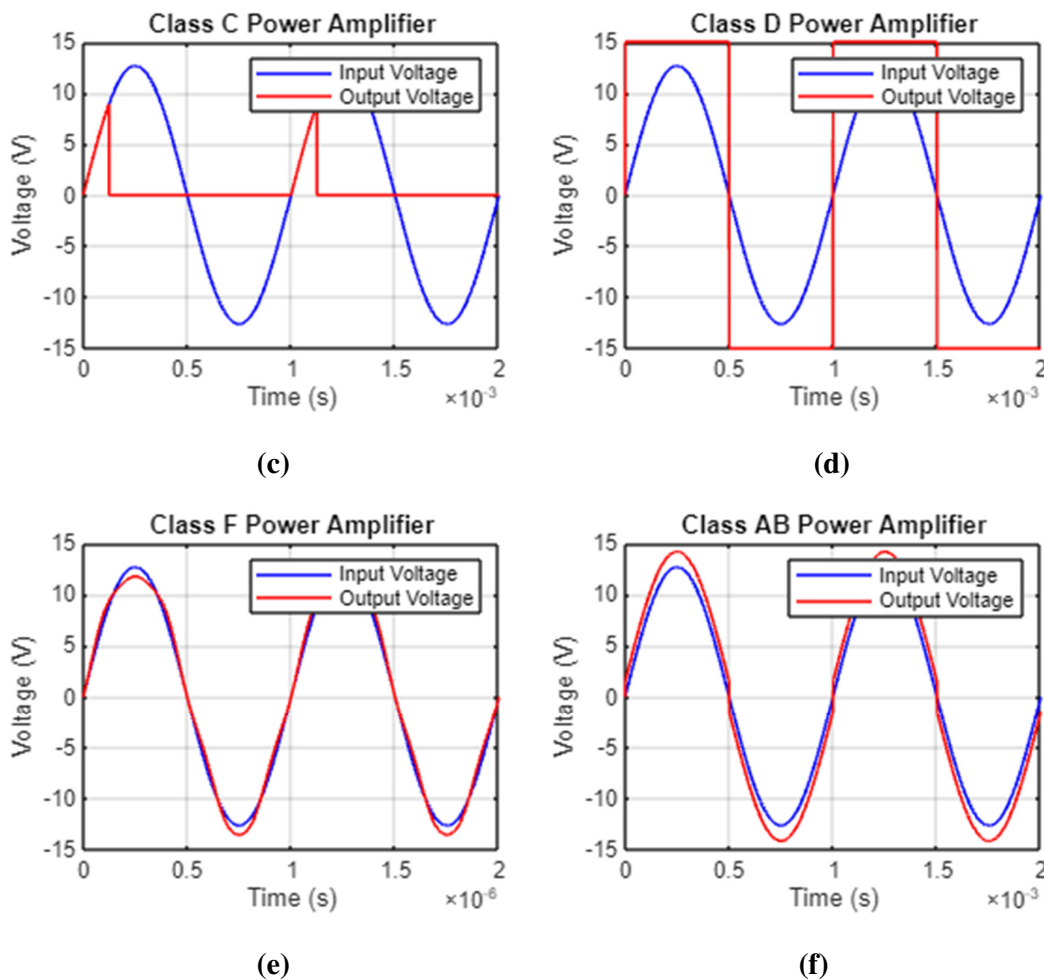 Class C Power Amplifier
15
10
5
0
-5
-10
-15
Voltage (V)
Input Voltage
Output Voltage
0
0.5
1
1.5
2
Time (s)
×10⁻³
(c)
Class D Power Amplifier
15
10
5
0
-5
-10
-15
Voltage (V)
Input Voltage
Output Voltage
0
0.5
1
1.5
2
Time (s)
×10⁻³
(d)
Class F Power Amplifier
15
10
5
0
-5
-10
-15
Voltage (V)
Input Voltage
Output Voltage
0
0.5
1
1.5
2
Time (s)
×10⁻⁶
(e)
Class AB Power Amplifier
15
10
5
0
-5
-10
-15
Voltage (V)
Input Voltage
Output Voltage
0
0.5
1
1.5
2
Time (s)
×10⁻³
(f)